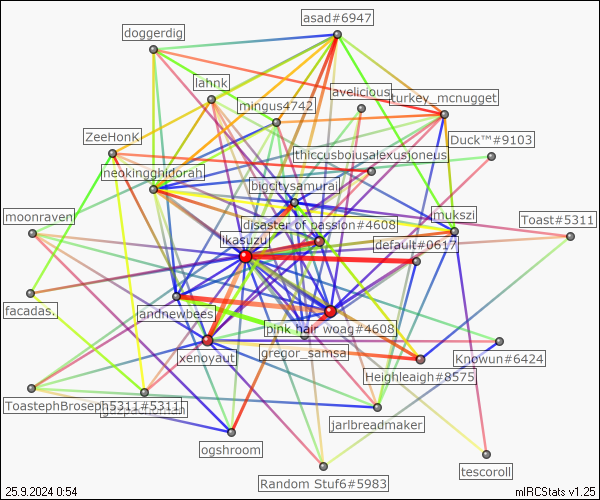 asad#6947
doggerdig
lahnk
avelicious
turkey_mcnugget
mingus4742
ZeeHonK
Duck™#9103
thiccusboiusalexusjoneus
neokingghidorah
bigcitysamurai
moonraven
mukszi
Toast#5311
disaster of passion#4608
lkasuzu
default#0617
facadas.
andnewbees
pink hair woag#4608
xenoyaut
gregor_samsa
Knowun#6424
Heighleaigh#8575
ToastephBroseph5311#5311
jarlbreadmaker
ogshroom
tescoroll
Random Stuf6#5983
25.9.2024 0:54
mIRCStats v1.25